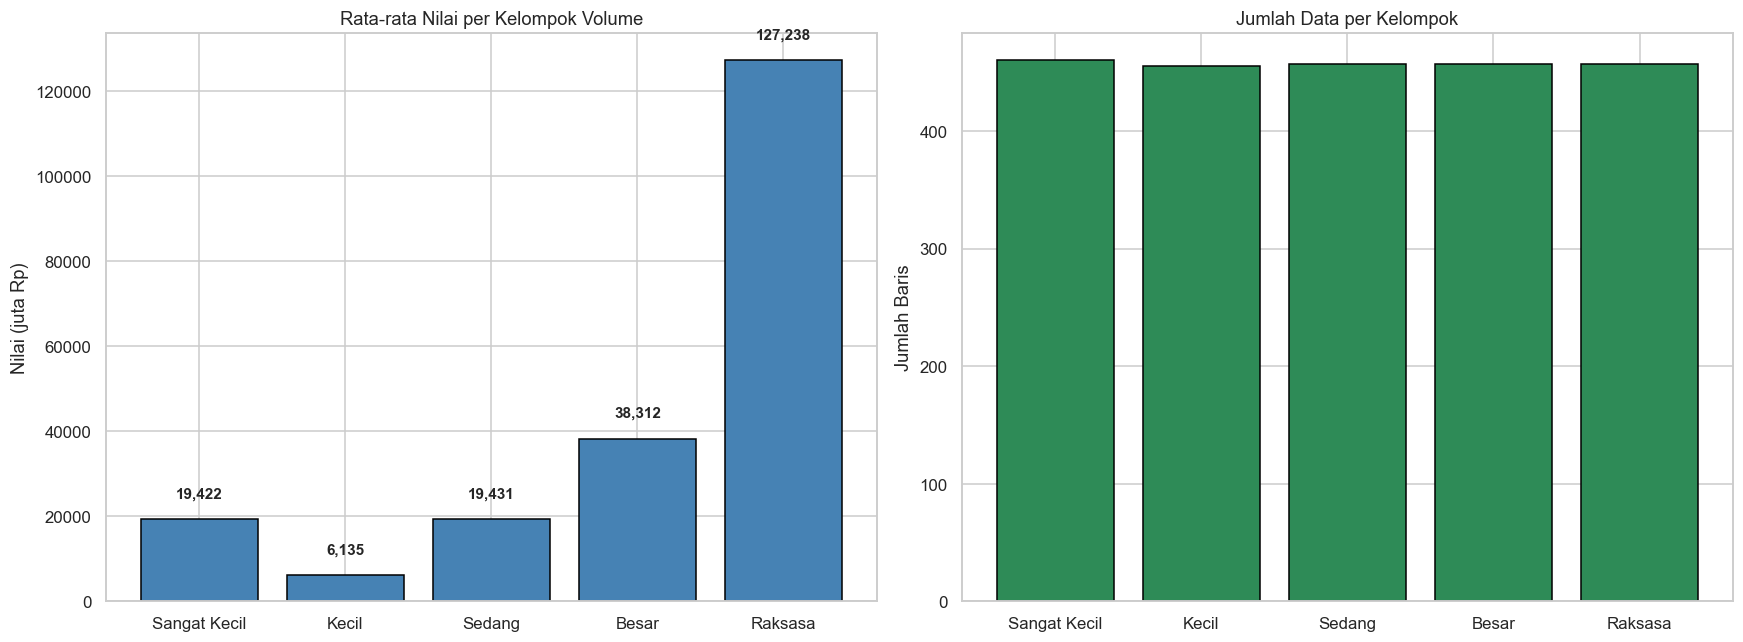 Rata-rata Nilai per Kelompok Volume
Nilai (juta Rp)
120000
100000
80000
60000
40000
20000
0
19,422
6,135
19,431
38,312
127,238
Sangat Kecil
Kecil
Sedang
Besar
Raksasa
Jumlah Data per Kelompok
Jumlah Baris
400
300
200
100
0
Sangat Kecil
Kecil
Sedang
Besar
Raksasa